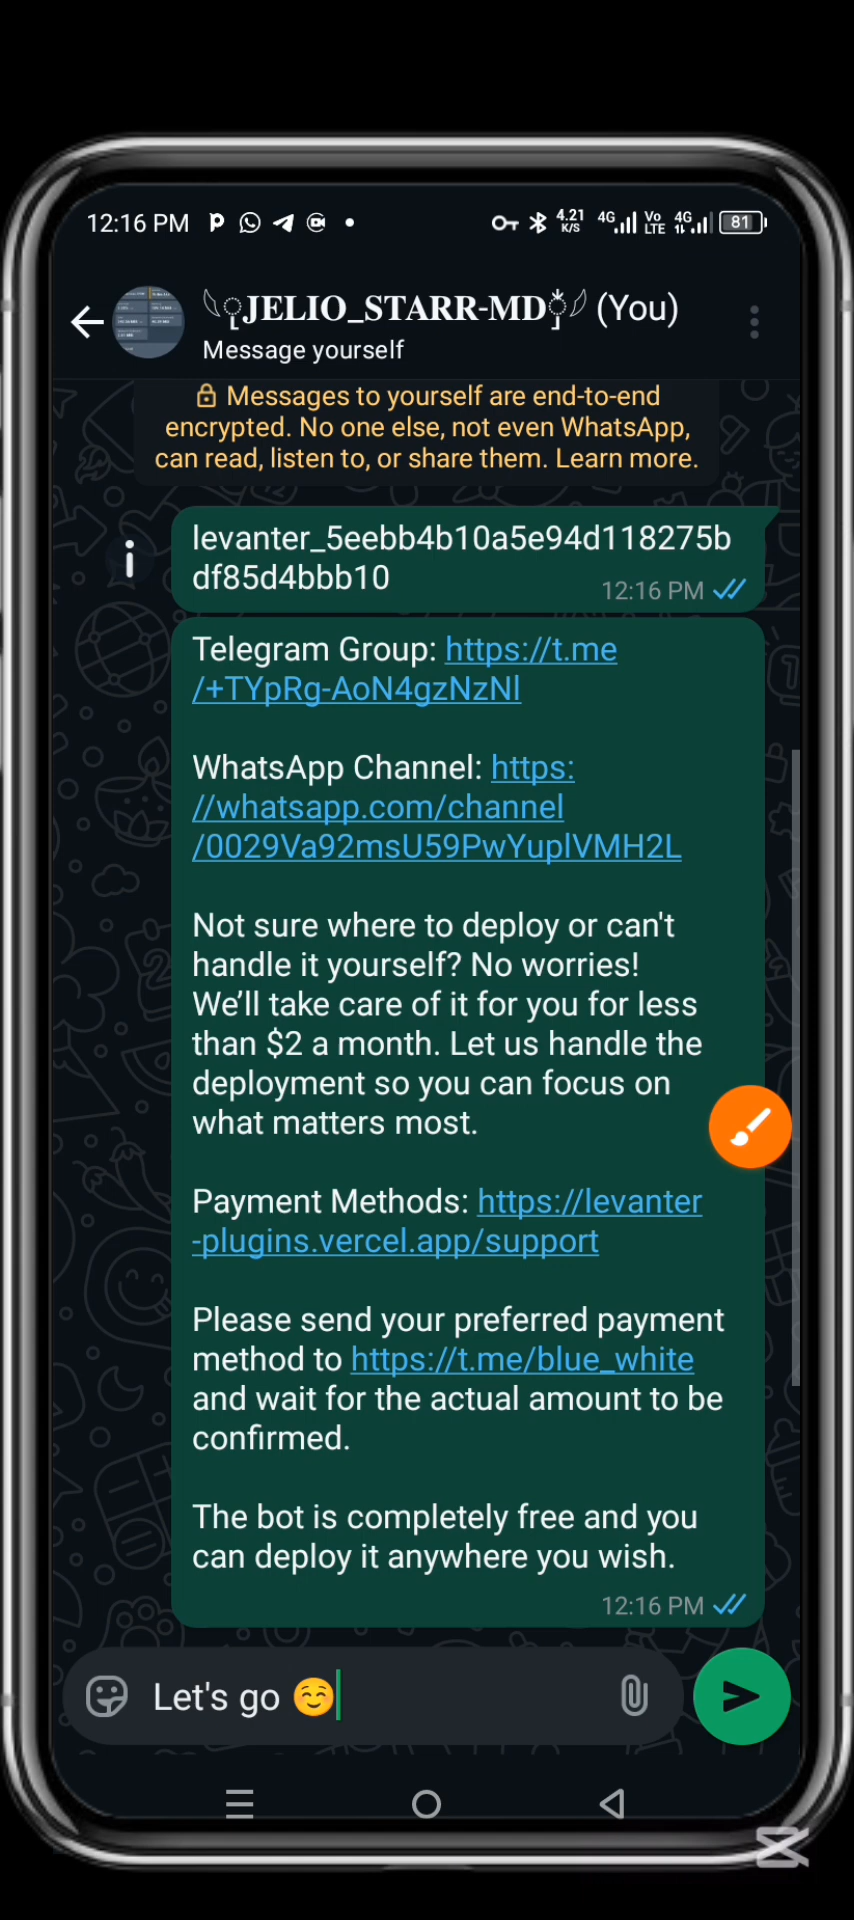 12:16 PM
4.21 K/S 4G Vo LTE 4G 81
JELIO_STARR-MD (You)
Message yourself
Messages to yourself are end-to-end
encrypted. No one else, not even WhatsApp,
can read, listen to, or share them. Learn more.
levanter_5eebb4b10a5e94d118275b
df85d4bbb10
12:16 PM
Telegram Group: https://t.me
/+TYpRg-AoN4gzNzNl
WhatsApp Channel: https:
//whatsapp.com/channel
/0029Va92msU59PwYuplVMH2L
Not sure where to deploy or can't
handle it yourself? No worries!
We’ll take care of it for you for less
than $2 a month. Let us handle the
deployment so you can focus on
what matters most.
Payment Methods: https://levanter
-plugins.vercel.app/support
Please send your preferred payment
method to https://t.me/blue_white
and wait for the actual amount to be
confirmed.
The bot is completely free and you
can deploy it anywhere you wish.
12:16 PM
Let's go ☺️